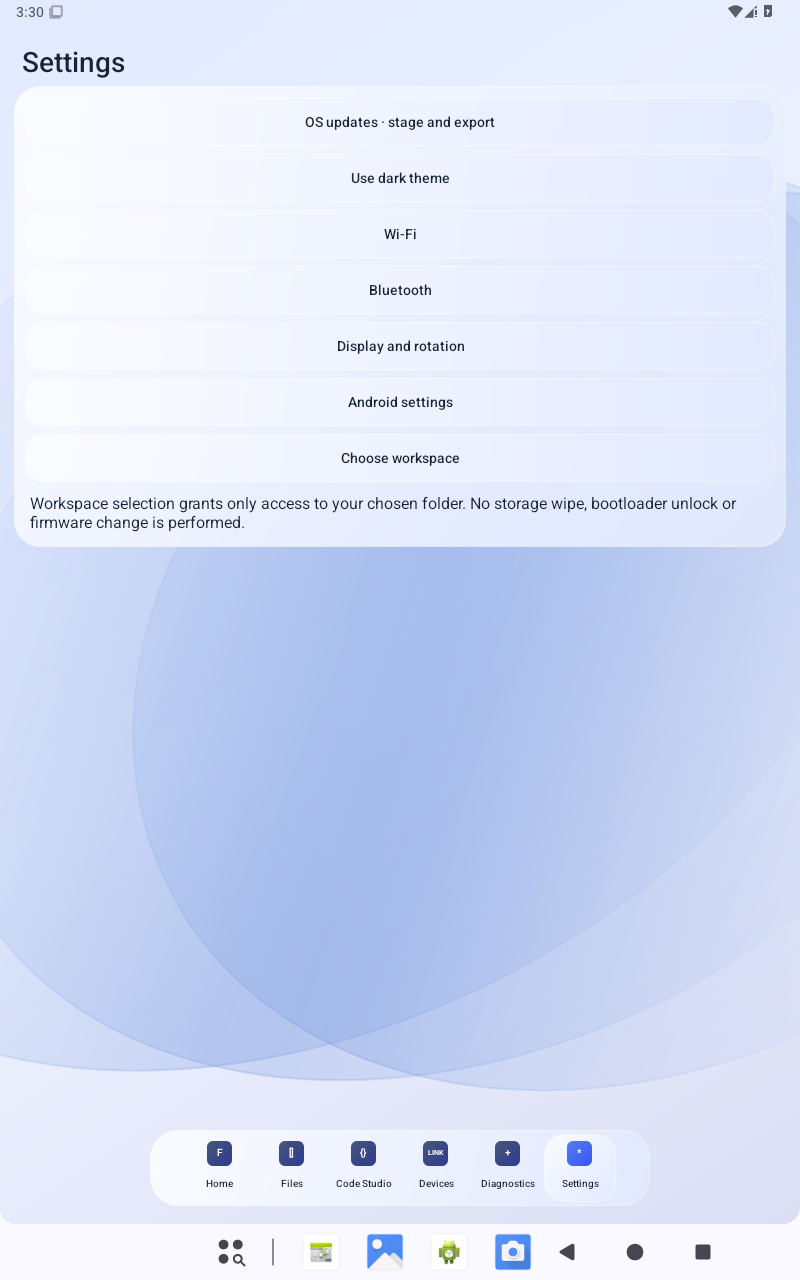 3:30
Settings
OS updates · stage and export
Use dark theme
Wi-Fi
Bluetooth
Display and rotation
Android settings
Choose workspace
Workspace selection grants only access to your chosen folder. No storage wipe, bootloader unlock or
firmware change is performed.
F
[]
{}
LINK
+
*
Home
Files
Code Studio
Devices
Diagnostics
Settings